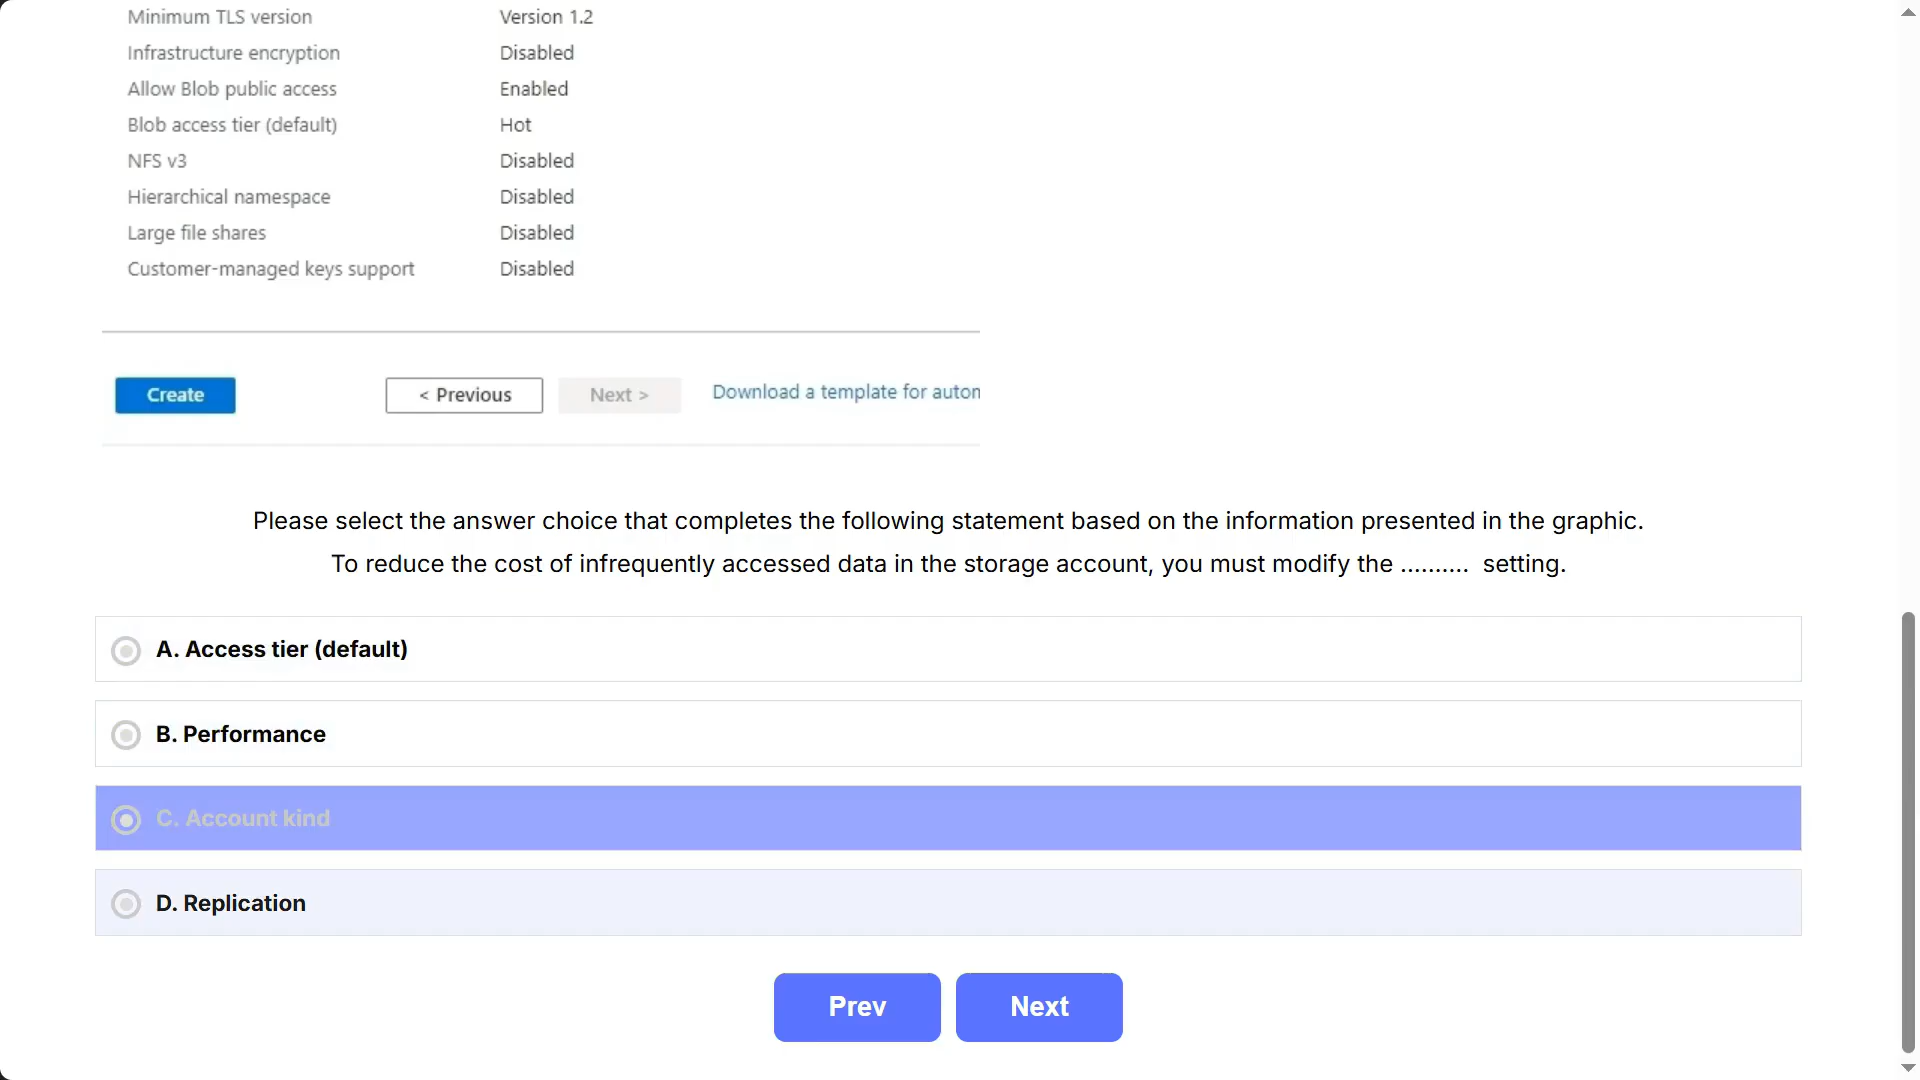 Minimum TLS version Version 1.2
Infrastructure encryption Disabled
Allow Blob public access Enabled
Blob access tier (default) Hot
NFS v3 Disabled
Hierarchical namespace Disabled
Large file shares Disabled
Customer-managed keys support Disabled
Create < Previous Next > Download a template for auton
Please select the answer choice that completes the following statement based on the information presented in the graphic.
To reduce the cost of infrequently accessed data in the storage account, you must modify the .......... setting.
A. Access tier (default)
B. Performance
C. Account kind
D. Replication
Prev Next